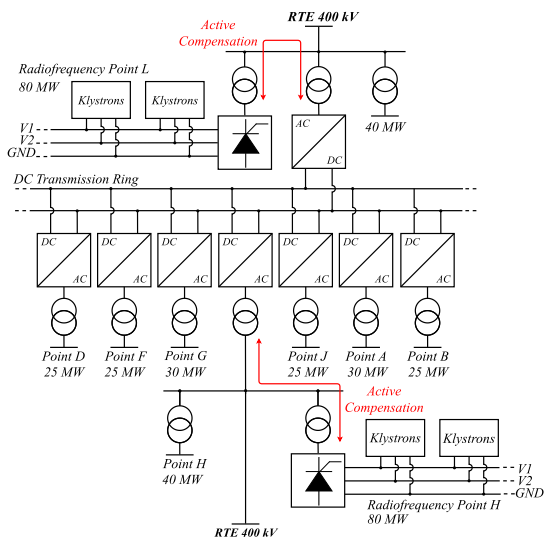 RTE 400 kV
Active
Compensation
Radiofrequency Point L
80 MW
Klystrons
Klystrons
V1
V2
GND
AC
DC
40 MW
DC Transmission Ring
DC
AC
DC
AC
DC
AC
DC
AC
DC
AC
DC
AC
DC
AC
Point D
25 MW
Point F
25 MW
Point G
30 MW
Point J
25 MW
Point A
30 MW
Point B
25 MW
Active
Compensation
Point H
40 MW
Klystrons
Klystrons
V1
V2
GND
Radiofrequency Point H
80 MW
RTE 400 kV